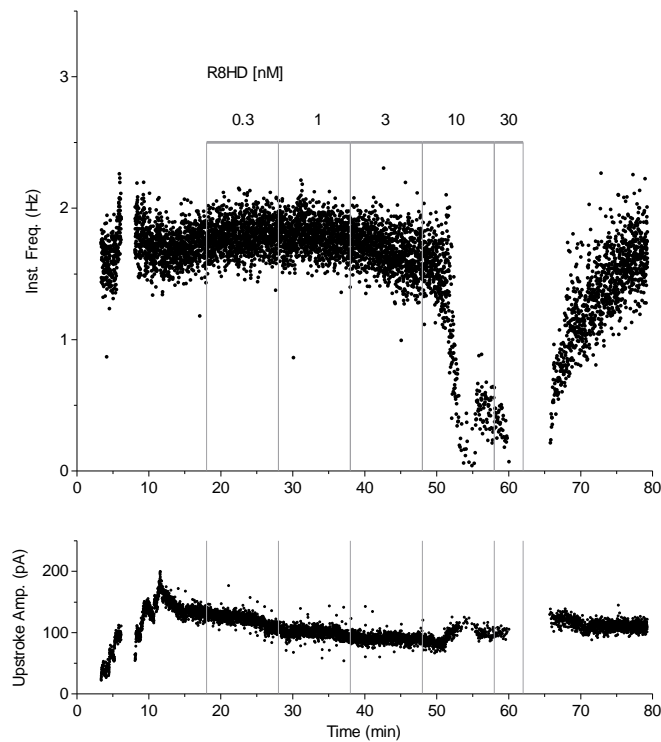 3
R8HD [nM]
0.3 1 3 10 30
2
Inst. Freq. (Hz)
1
0
0 10 20 30 40 50 60 70 80
200
Upstroke Amp. (pA)
100
0
0 10 20 30 40 50 60 70 80
Time (min)